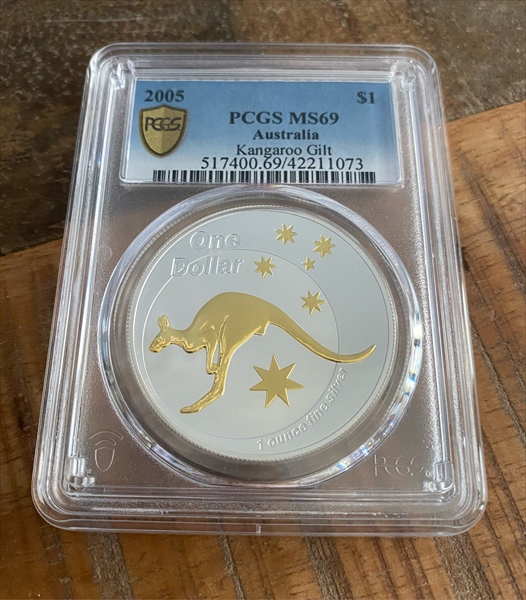 2005 $1
PCGS PCGS MS69
Australia
Kangaroo Gilt
517400.69/42211073
One
Dollar
1 ounce fine silver
PCGS